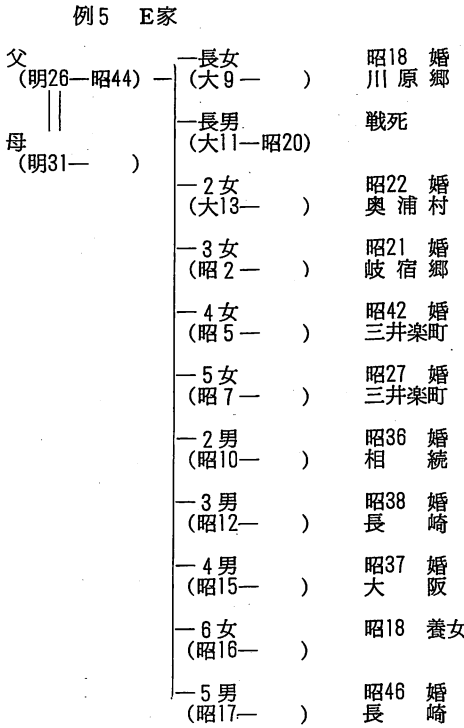 例5 E家
父 ―長女 昭18 婚
(明26―昭44) (大9― ) 川原郷
―長男 戦死
母 (大11―昭20)
(明31― )
―2女 昭22 婚
(大13― ) 奥浦村
―3女 昭21 婚
(昭2― ) 岐宿郷
―4女 昭42 婚
(昭5― ) 三井楽町
―5女 昭27 婚
(昭7― ) 三井楽町
―2男 昭36 婚
(昭10― ) 相続
―3男 昭38 婚
(昭12― ) 長崎
―4男 昭37 婚
(昭15― ) 大阪
―6女 昭18 養女
(昭16― )
―5男 昭46 婚
(昭17― ) 長崎